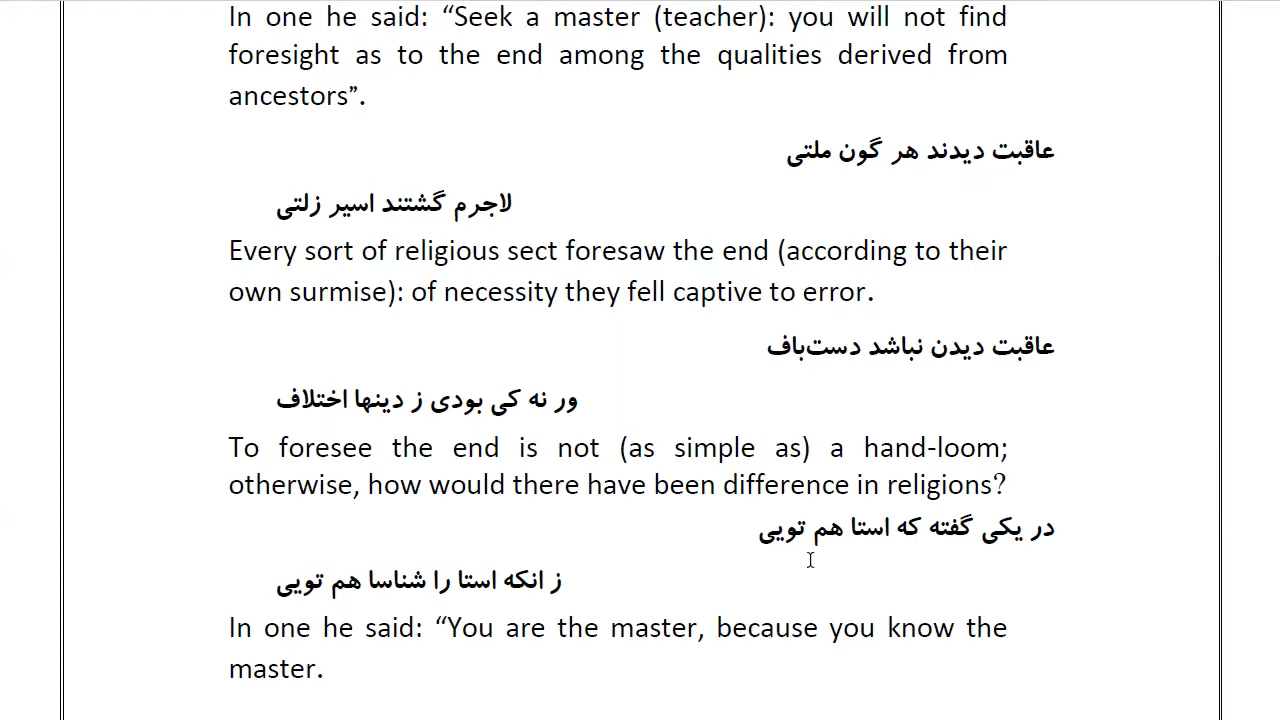 In one he said: “Seek a master (teacher): you will not find
foresight as to the end among the qualities derived from
ancestors”.
عاقبت دیدند هر گون ملتی
لاجرم گشتند اسیر زلتی
Every sort of religious sect foresaw the end (according to their
own surmise): of necessity they fell captive to error.
عاقبت دیدن نباشد دست‌باف
ور نه کی بودی ز دینها اختلاف
To foresee the end is not (as simple as) a hand-loom;
otherwise, how would there have been difference in religions?
در یکی گفته که استا هم تویی
ز انکه استا را شناسا هم تویی
In one he said: “You are the master, because you know the
master.